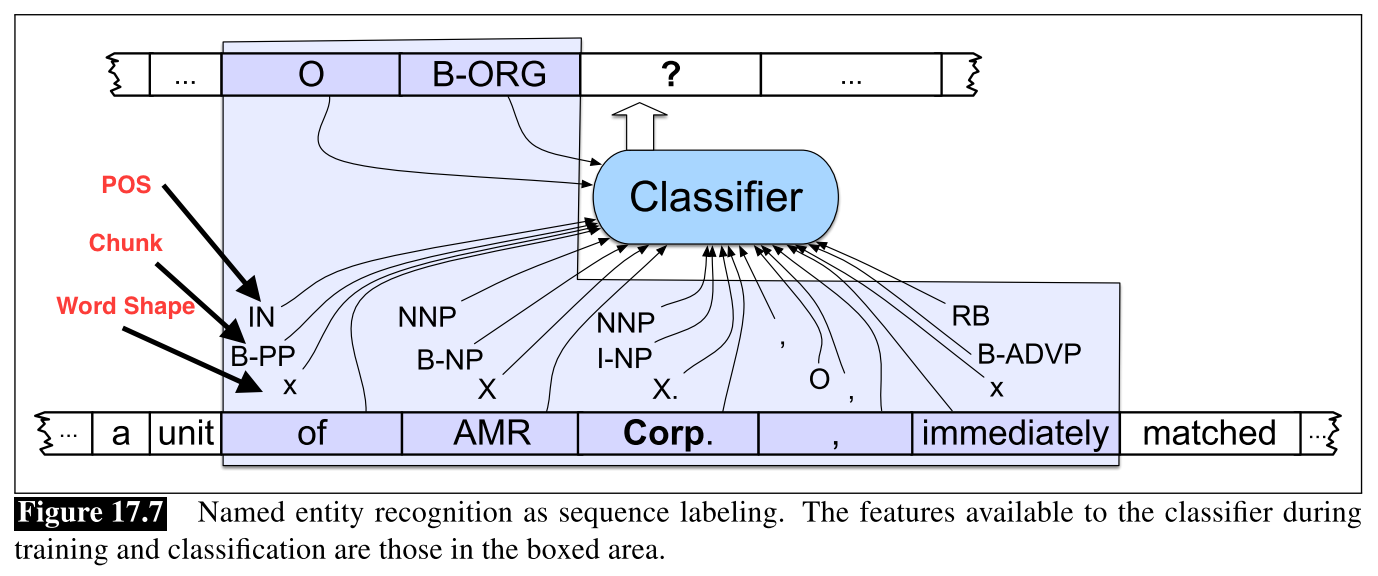 ... O B-ORG ? ...
Classifier
POS
Chunk
Word Shape
IN NNP NNP , RB
B-PP B-NP I-NP O B-ADVP
x X X. , x
... a unit of AMR Corp. , immediately matched ...
Figure 17.7 Named entity recognition as sequence labeling. The features available to the classifier during
training and classification are those in the boxed area.